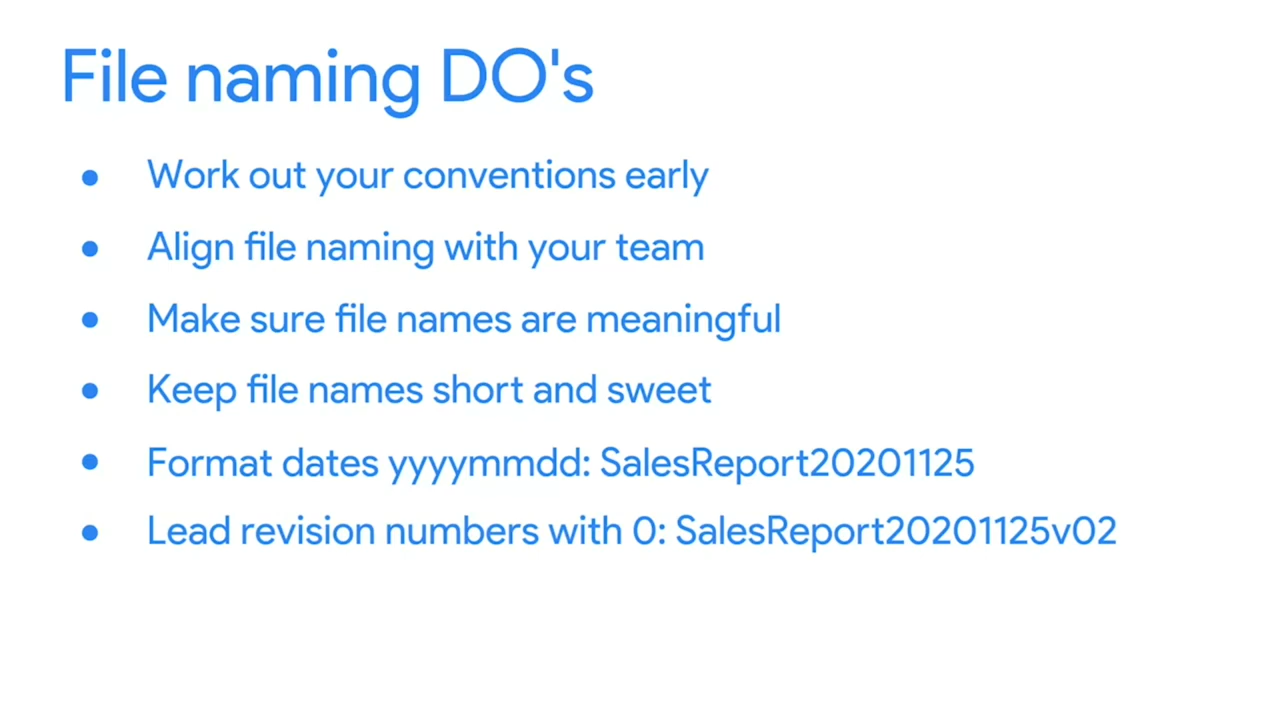 File naming DO's
● Work out your conventions early
● Align file naming with your team
● Make sure file names are meaningful
● Keep file names short and sweet
● Format dates yyyymmdd: SalesReport20201125
● Lead revision numbers with 0: SalesReport20201125v02